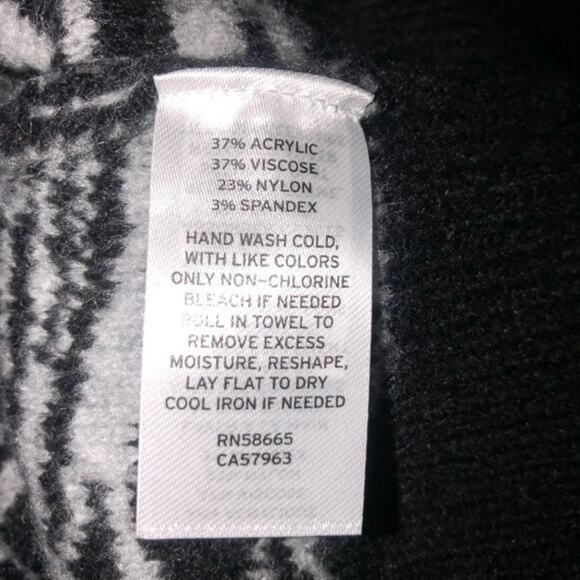 37% ACRYLIC
37% VISCOSE
23% NYLON
3% SPANDEX
HAND WASH COLD,
WITH LIKE COLORS
ONLY NON-CHLORINE
BLEACH IF NEEDED
ROLL IN TOWEL TO
REMOVE EXCESS
MOISTURE, RESHAPE,
LAY FLAT TO DRY
COOL IRON IF NEEDED
RN58665
CA57963